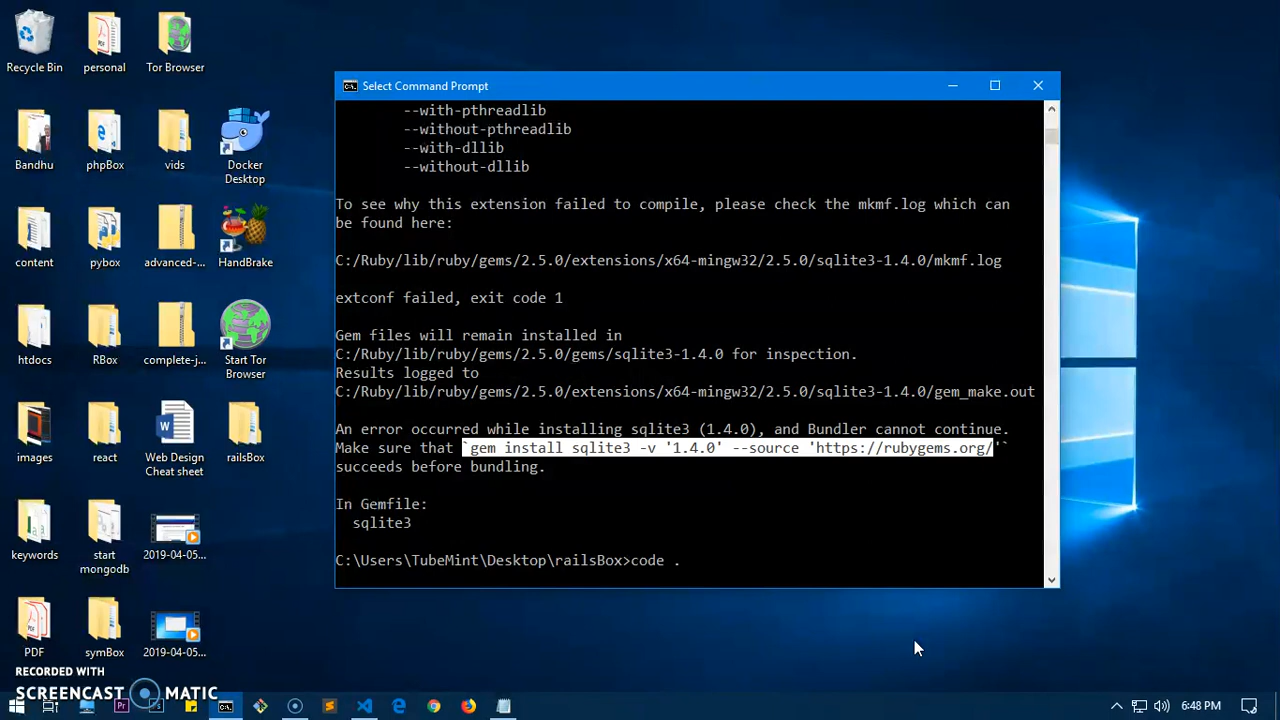 Recycle Bin
personal
Tor Browser
Bandhu
phpBox
vids
Docker
Desktop
content
pybox
advanced-...
HandBrake
htdocs
RBox
complete-j...
Start Tor
Browser
images
react
Web Design
Cheat sheet
railsBox
keywords
start
mongodb
2019-04-05...
PDF
symBox
2019-04-05...
Select Command Prompt
--with-pthreadlib
--without-pthreadlib
--with-dllib
--without-dllib
To see why this extension failed to compile, please check the mkmf.log which can
be found here:
C:/Ruby/lib/ruby/gems/2.5.0/extensions/x64-mingw32/2.5.0/sqlite3-1.4.0/mkmf.log
extconf failed, exit code 1
Gem files will remain installed in
C:/Ruby/lib/ruby/gems/2.5.0/gems/sqlite3-1.4.0 for inspection.
Results logged to
C:/Ruby/lib/ruby/gems/2.5.0/extensions/x64-mingw32/2.5.0/sqlite3-1.4.0/gem_make.out
An error occurred while installing sqlite3 (1.4.0), and Bundler cannot continue.
Make sure that `gem install sqlite3 -v '1.4.0' --source 'https://rubygems.org/'`
succeeds before bundling.
In Gemfile:
sqlite3
C:\Users\TubeMint\Desktop\railsBox>code .
RECORDED WITH
SCREENCAST MATIC
Pr
6:48 PM